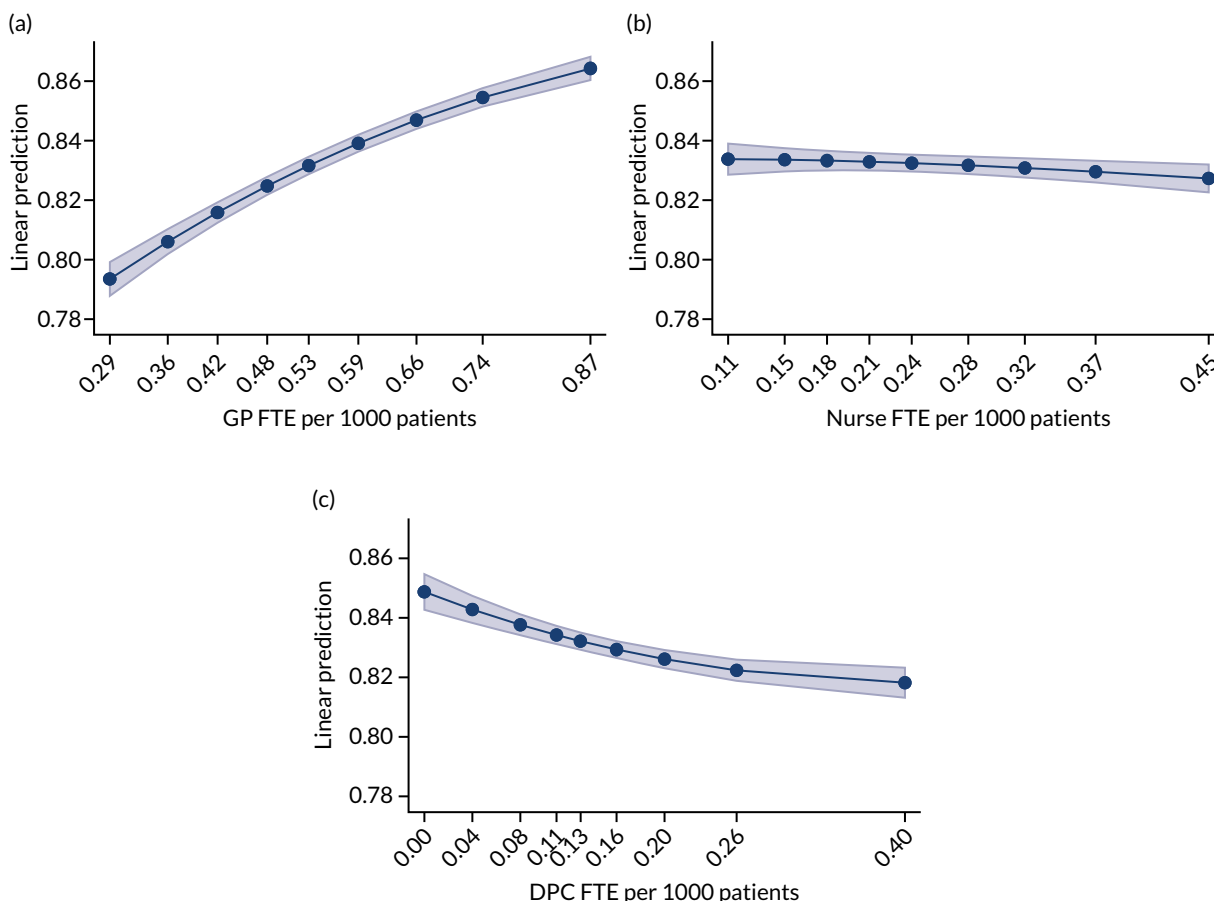 (a)
Linear prediction
0.86
0.84
0.82
0.80
0.78
0.29 0.36 0.42 0.48 0.53 0.59 0.66 0.74 0.87
GP FTE per 1000 patients
(b)
Linear prediction
0.86
0.84
0.82
0.80
0.78
0.11 0.15 0.18 0.21 0.24 0.28 0.32 0.37 0.45
Nurse FTE per 1000 patients
(c)
Linear prediction
0.86
0.84
0.82
0.80
0.78
0.00 0.04 0.08 0.11 0.13 0.16 0.20 0.26 0.40
DPC FTE per 1000 patients